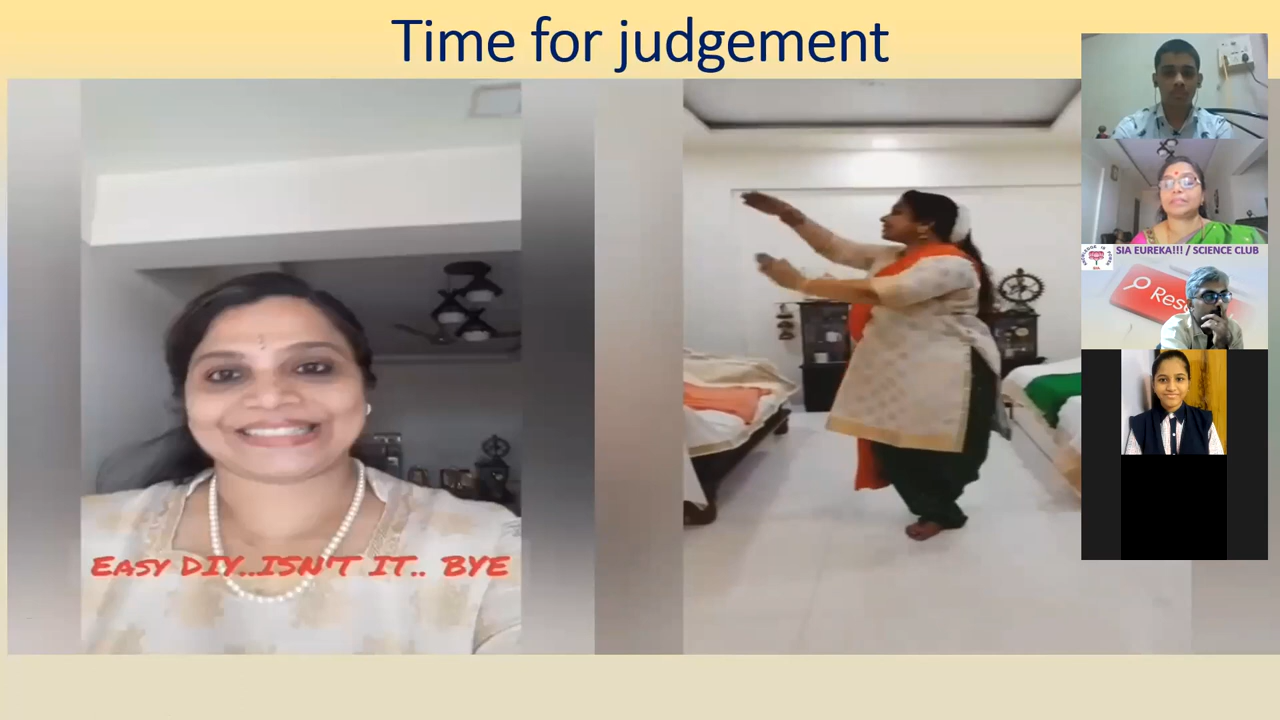 Time for judgement
SIA EUREKA!!! / SCIENCE CLUB
EASY DIY..ISN'T IT.. BYE